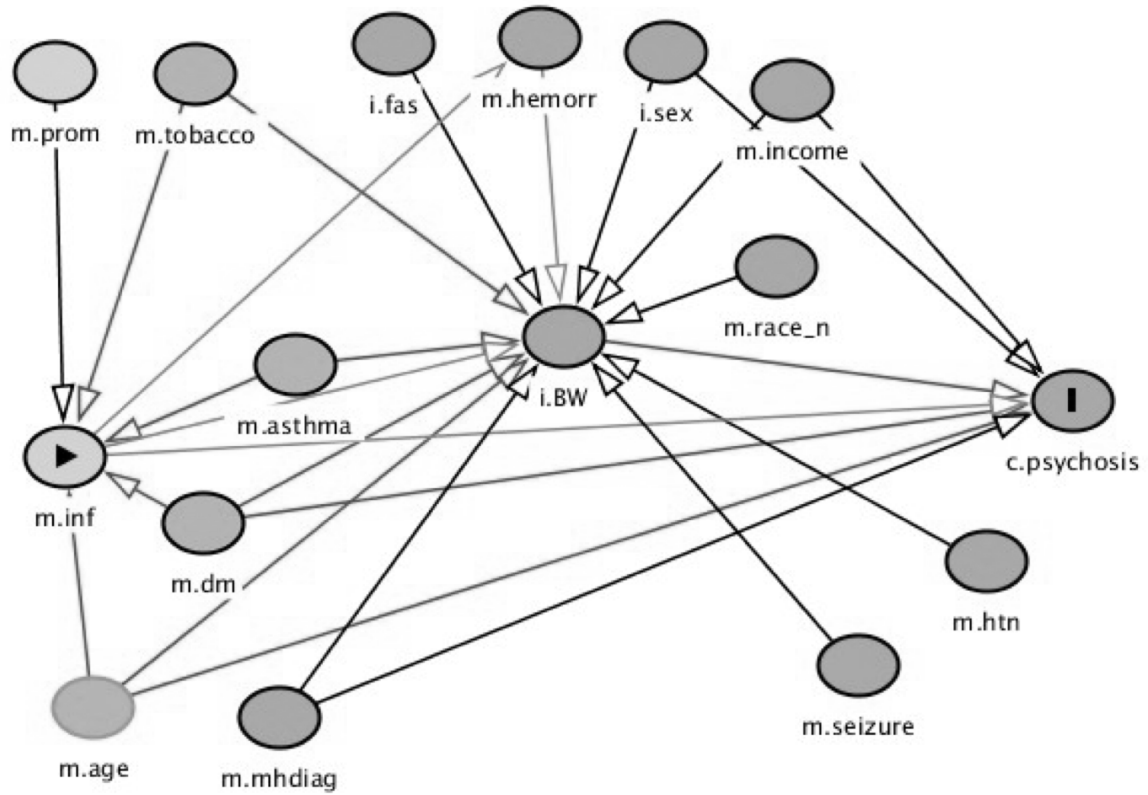 m.prom
m.tobacco
i.fas
m.hemorr
i.sex
m.income
m.race_n
i.BW
m.asthma
c.psychosis
m.inf
m.dm
m.htn
m.seizure
m.age
m.mhdiag